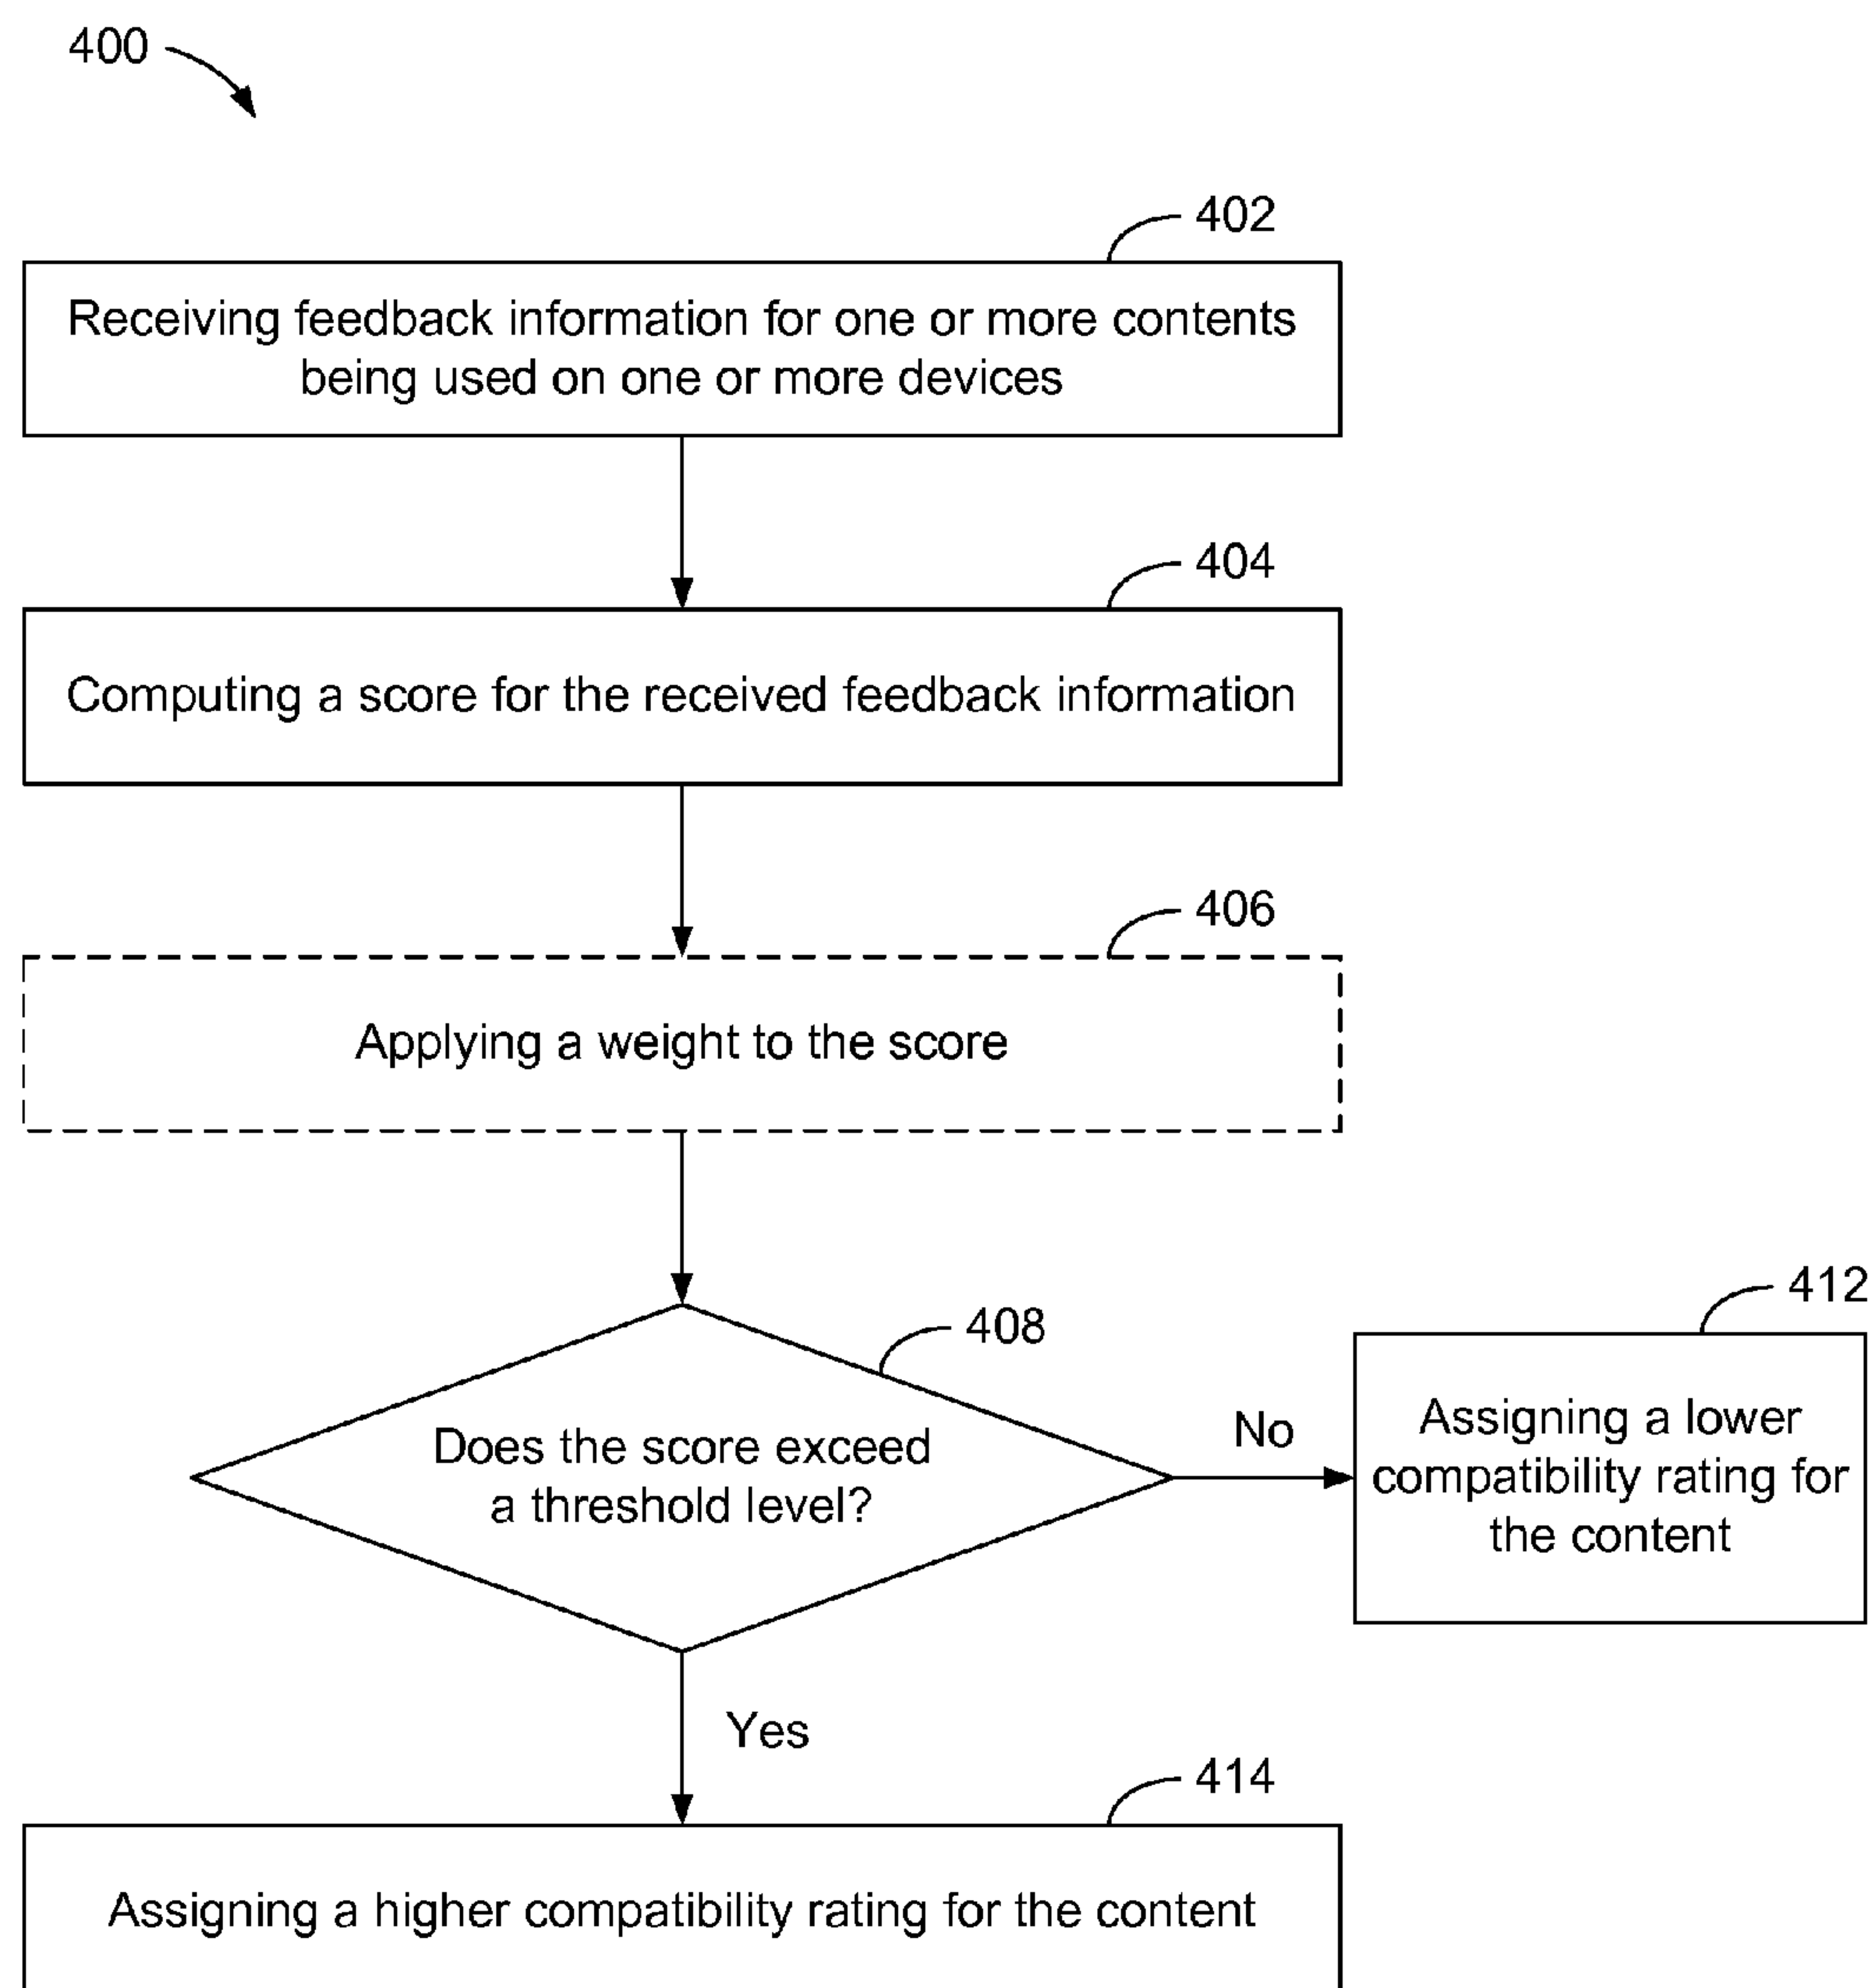 400
402
Receiving feedback information for one or more contents
being used on one or more devices
404
Computing a score for the received feedback information
406
Applying a weight to the score
408
Does the score exceed
a threshold level?
No
412
Assigning a lower
compatibility rating for
the content
Yes
414
Assigning a higher compatibility rating for the content